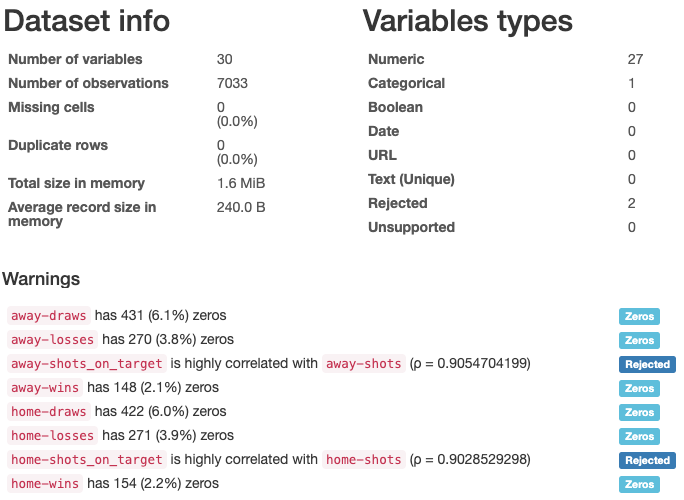 Dataset info
Number of variables 30
Number of observations 7033
Missing cells 0
(0.0%)
Duplicate rows 0
(0.0%)
Total size in memory 1.6 MiB
Average record size in 240.0 B
memory
Variables types
Numeric 27
Categorical 1
Boolean 0
Date 0
URL 0
Text (Unique) 0
Rejected 2
Unsupported 0
Warnings
away-draws has 431 (6.1%) zeros Zeros
away-losses has 270 (3.8%) zeros Zeros
away-shots_on_target is highly correlated with away-shots (ρ = 0.9054704199) Rejected
away-wins has 148 (2.1%) zeros Zeros
home-draws has 422 (6.0%) zeros Zeros
home-losses has 271 (3.9%) zeros Zeros
home-shots_on_target is highly correlated with home-shots (ρ = 0.9028529298) Rejected
home-wins has 154 (2.2%) zeros Zeros